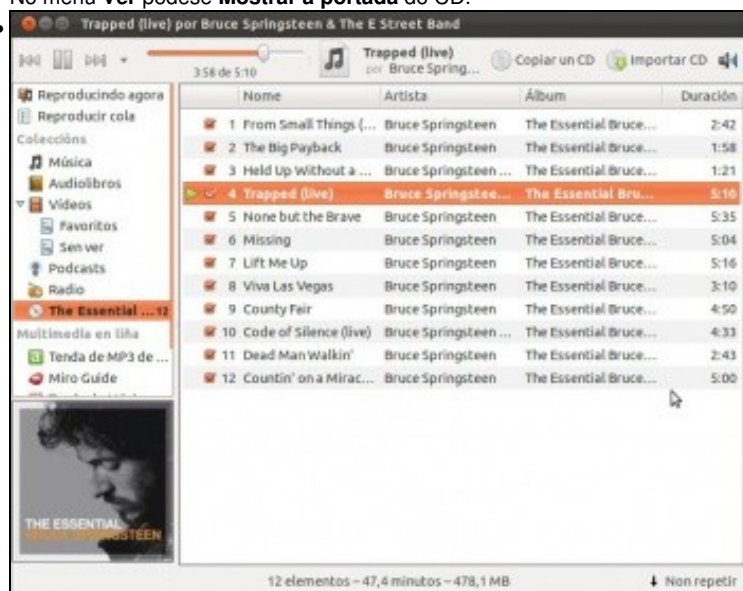 No menú Ver pódese Mostrar a portada do CD.
Trapped (live) por Bruce Springsteen & The E Street Band
3:58 de 5:10
Trapped (live)
por Bruce Spring...
Copiar un CD
Importar CD
Reproducindo agora
Reproducir cola
Coleccións
Música
Audiolibros
Vídeos
Favoritos
Sen ver
Podcasts
Radio
The Essential ... 12
Multimedia en liña
Tenda de MP3 de ...
Miro Guide
THE ESSENTIAL
BRUCE SPRINGSTEEN
Nome Artista Álbum Duración
1 From Small Things (... Bruce Springsteen The Essential Bruce... 2:42
2 The Big Payback Bruce Springsteen The Essential Bruce... 1:58
3 Held Up Without a ... Bruce Springsteen ... The Essential Bruce... 1:21
4 Trapped (live) Bruce Springstee... The Essential Bru... 5:10
5 None but the Brave Bruce Springsteen The Essential Bruce... 5:35
6 Missing Bruce Springsteen The Essential Bruce... 5:04
7 Lift Me Up Bruce Springsteen The Essential Bruce... 5:16
8 Viva Las Vegas Bruce Springsteen The Essential Bruce... 3:10
9 County Fair Bruce Springsteen The Essential Bruce... 4:50
10 Code of Silence (live) Bruce Springsteen ... The Essential Bruce... 4:33
11 Dead Man Walkin' Bruce Springsteen The Essential Bruce... 2:43
12 Countin' on a Mirac... Bruce Springsteen The Essential Bruce... 5:00
12 elementos – 47,4 minutos – 478,1 MB
Non repetir